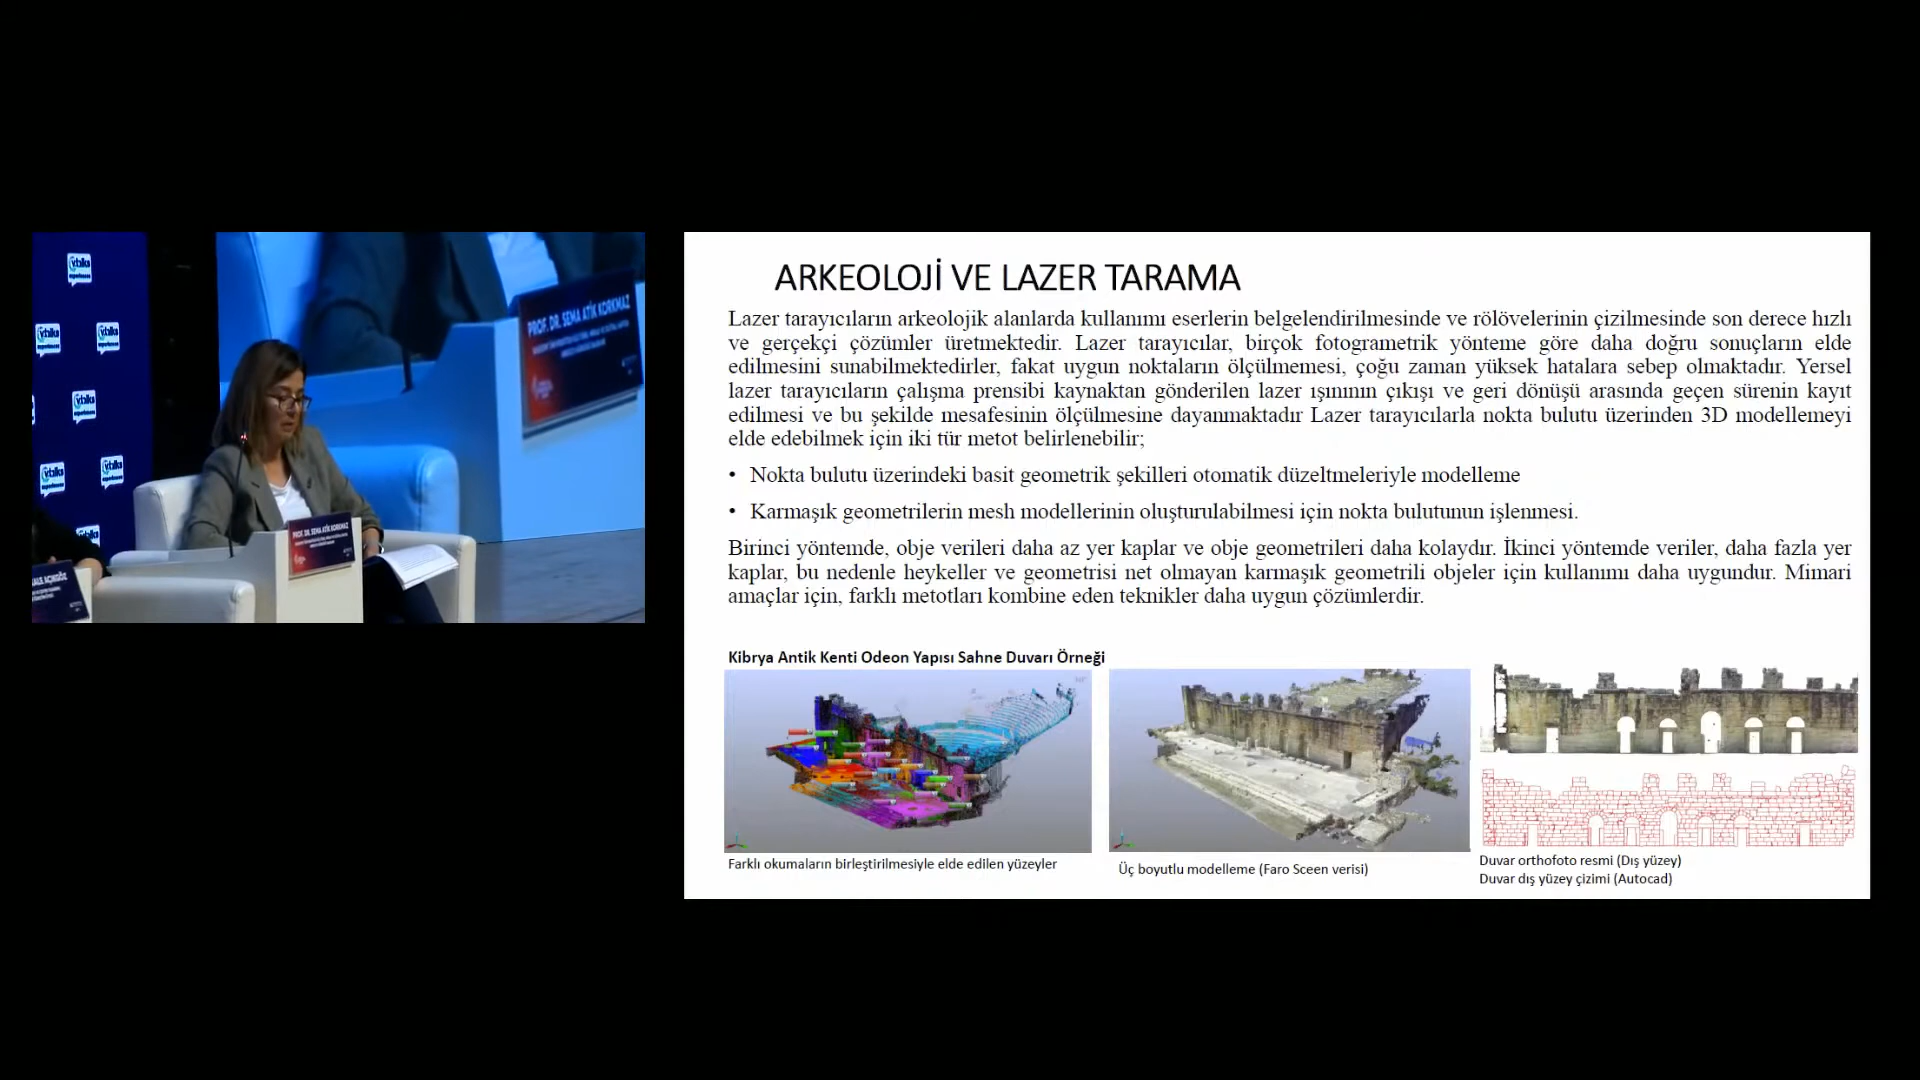 PROF. DR. SEMA ATİK KORKMAZ
PROF. DR. SEMA ATİK KORKMAZ
ARKEOLOJİ VE LAZER TARAMA
Lazer tarayıcıların arkeolojik alanlarda kullanımı eserlerin belgelendirilmesinde ve rölövelerinin çizilmesinde son derece hızlı
ve gerçekçi çözümler üretmektedir. Lazer tarayıcılar, birçok fotogrametrik yönteme göre daha doğru sonuçların elde
edilmesini sunabilmektedirler, fakat uygun noktaların ölçülmemesi, çoğu zaman yüksek hatalara sebep olmaktadır. Yersel
lazer tarayıcıların çalışma prensibi kaynaktan gönderilen lazer ışınının çıkışı ve geri dönüşü arasında geçen sürenin kayıt
edilmesi ve bu şekilde mesafesinin ölçülmesine dayanmaktadır Lazer tarayıcılarla nokta bulutu üzerinden 3D modellemeyi
elde edebilmek için iki tür metot belirlenebilir;
• Nokta bulutu üzerindeki basit geometrik şekilleri otomatik düzeltmeleriyle modelleme
• Karmaşık geometrilerin mesh modellerinin oluşturulabilmesi için nokta bulutunun işlenmesi.
Birinci yöntemde, obje verileri daha az yer kaplar ve obje geometrileri daha kolaydır. İkinci yöntemde veriler, daha fazla yer
kaplar, bu nedenle heykeller ve geometrisi net olmayan karmaşık geometrili objeler için kullanımı daha uygundur. Mimari
amaçlar için, farklı metotları kombine eden teknikler daha uygun çözümlerdir.
Kibrya Antik Kenti Odeon Yapısı Sahne Duvarı Örneği
Farklı okumaların birleştirilmesiyle elde edilen yüzeyler
Üç boyutlu modelleme (Faro Sceen verisi)
Duvar orthofoto resmi (Dış yüzey)
Duvar dış yüzey çizimi (Autocad)